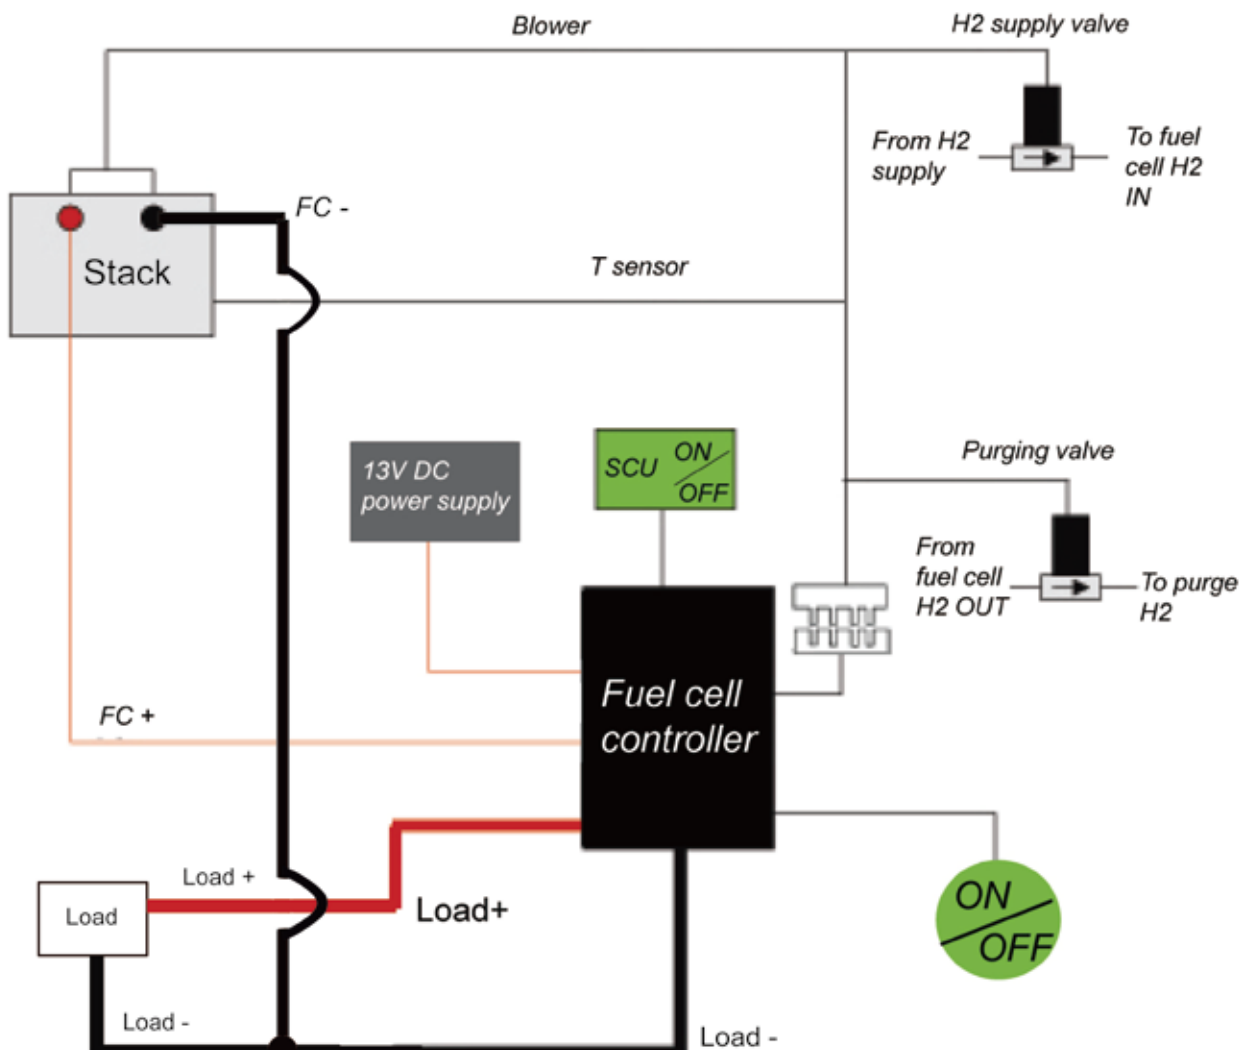 Blower
H2 supply valve
From H2
supply
To fuel
cell H2
IN
FC -
Stack
T sensor
13V DC
power supply
SCU ON
OFF
Purging valve
From
fuel cell
H2 OUT
To purge
H2
Fuel cell
controller
FC +
Load +
Load+
Load
ON
OFF
Load -
Load -